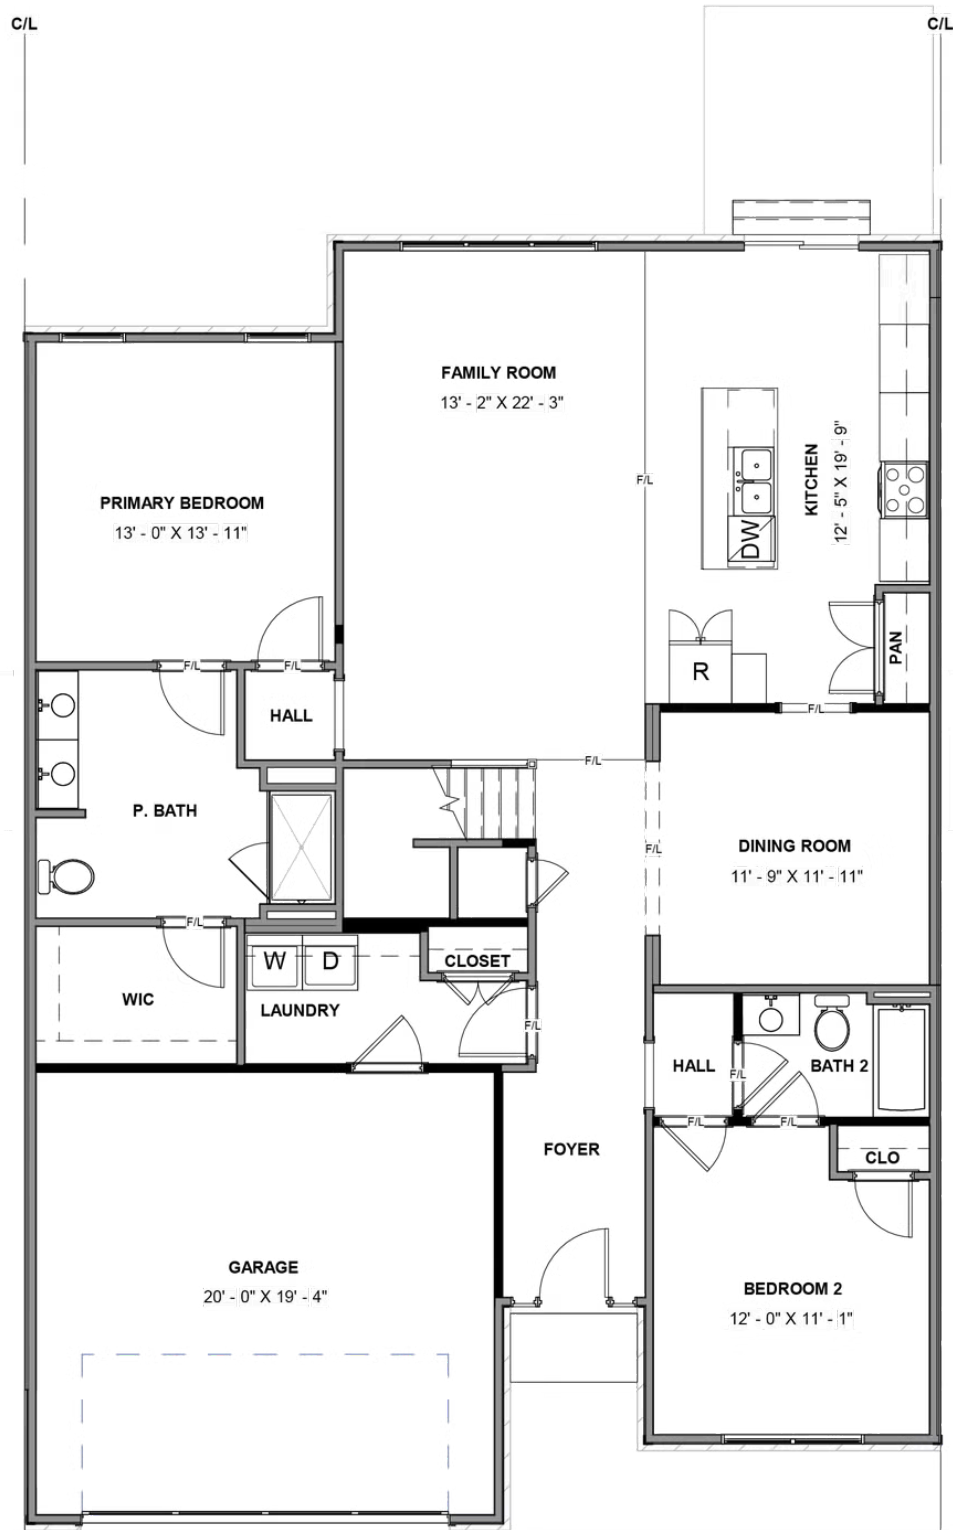 C/L
C/L
FAMILY ROOM
13' - 2" X 22' - 3"
KITCHEN
12' - 5" X 19' - 9"
F/L
DW
PRIMARY BEDROOM
13' - 0" X 13' - 11"
PAN
F/L
F/L
R
HALL
F/L
F/L
P. BATH
DINING ROOM
11' - 9" X 11' - 11"
F/L
F/L
W
D
CLOSET
WIC
LAUNDRY
F/L
HALL
F/L
BATH 2
F/L
F/L
FOYER
CLO
GARAGE
20' - 0" X 19' - 4"
BEDROOM 2
12' - 0" X 11' - 1"